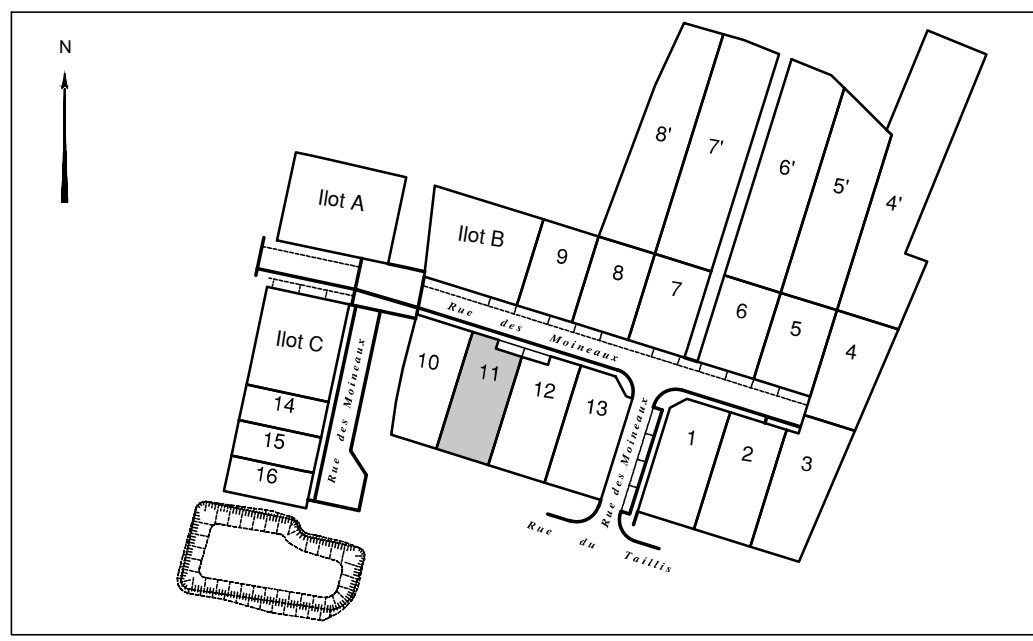 N
8'
7'
6'
5'
4'
Ilot A
Ilot B
9
8
7
6
5
4
Rue des Moineaux
Ilot C
10
11
12
13
1
2
3
14
15
16
Rue des Moineaux
Rue des Moineaux
Rue du Taillis